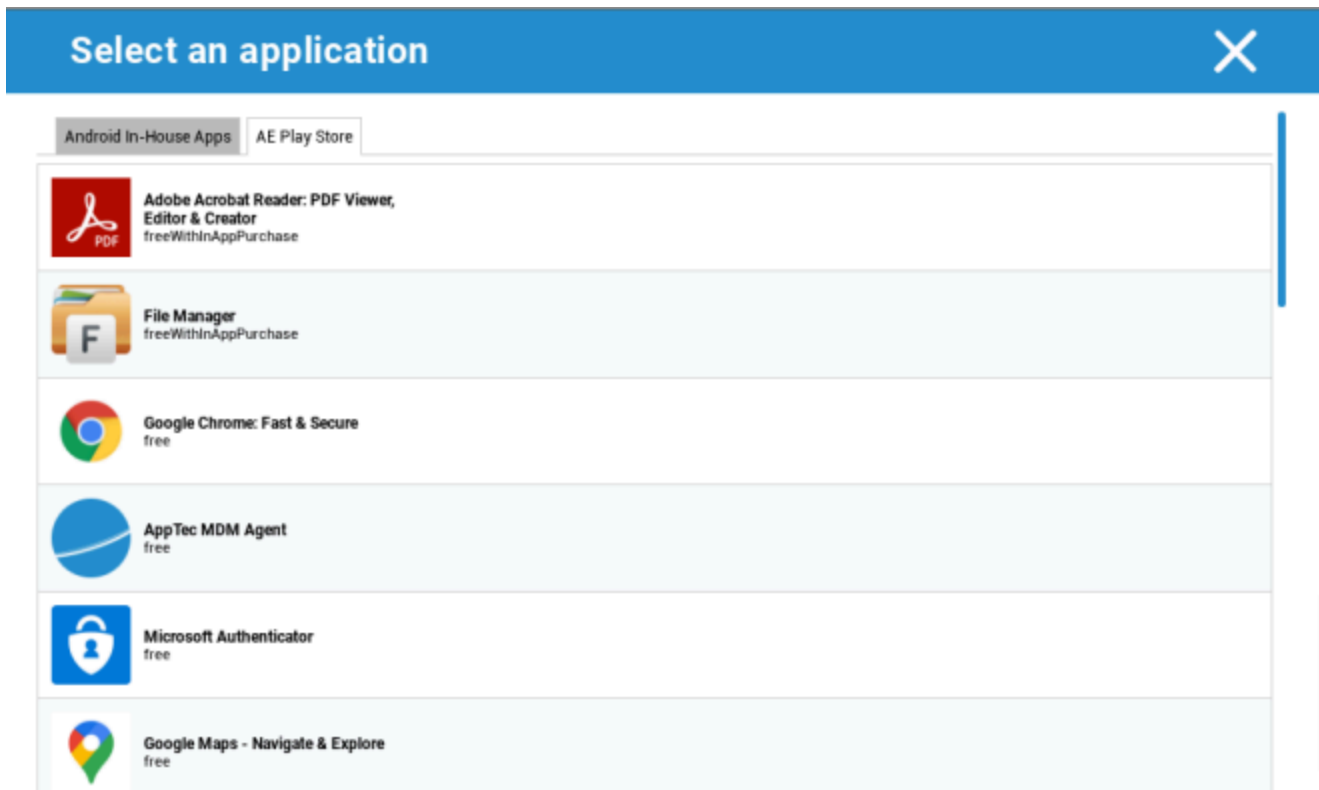 Select an application
Android In-House Apps
AE Play Store
Adobe Acrobat Reader: PDF Viewer,
Editor & Creator
freeWithInAppPurchase
PDF
File Manager
freeWithInAppPurchase
F
Google Chrome: Fast & Secure
free
AppTec MDM Agent
free
Microsoft Authenticator
free
Google Maps - Navigate & Explore
free